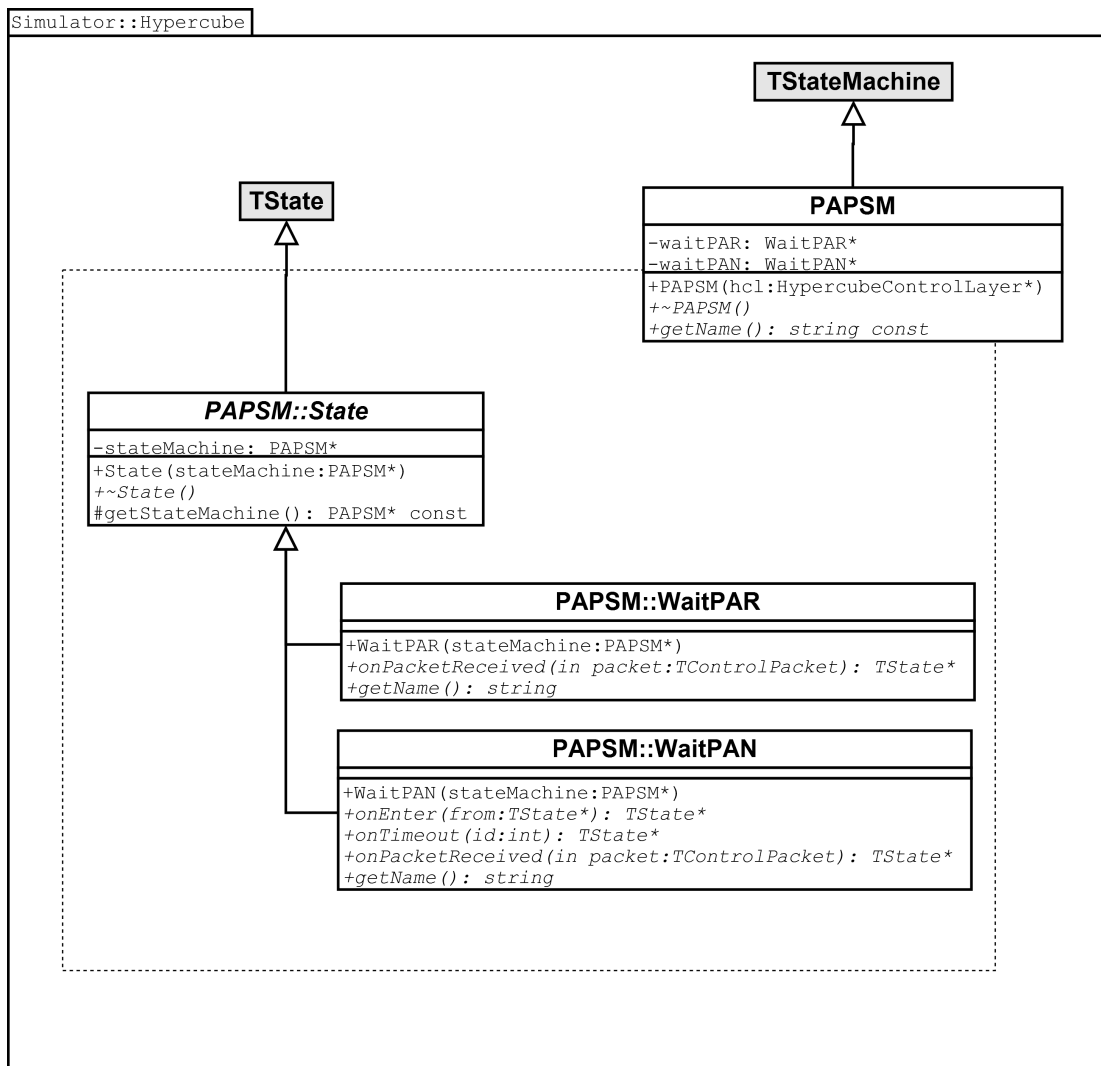 Simulator::Hypercube
TStateMachine
TState
PAPSM
-waitPAR: WaitPAR*
-waitPAN: WaitPAN*
+PAPSM(hcl:HypercubeControlLayer*)
+~PAPSM()
+getName(): string const
PAPSM::State
-stateMachine: PAPSM*
+State(stateMachine:PAPSM*)
+~State()
#getStateMachine(): PAPSM* const
PAPSM::WaitPAR
+WaitPAR(stateMachine:PAPSM*)
+onPacketReceived(in packet:TControlPacket): TState*
+getName(): string
PAPSM::WaitPAN
+WaitPAN(stateMachine:PAPSM*)
+onEnter(from:TState*): TState*
+onTimeout(id:int): TState*
+onPacketReceived(in packet:TControlPacket): TState*
+getName(): string